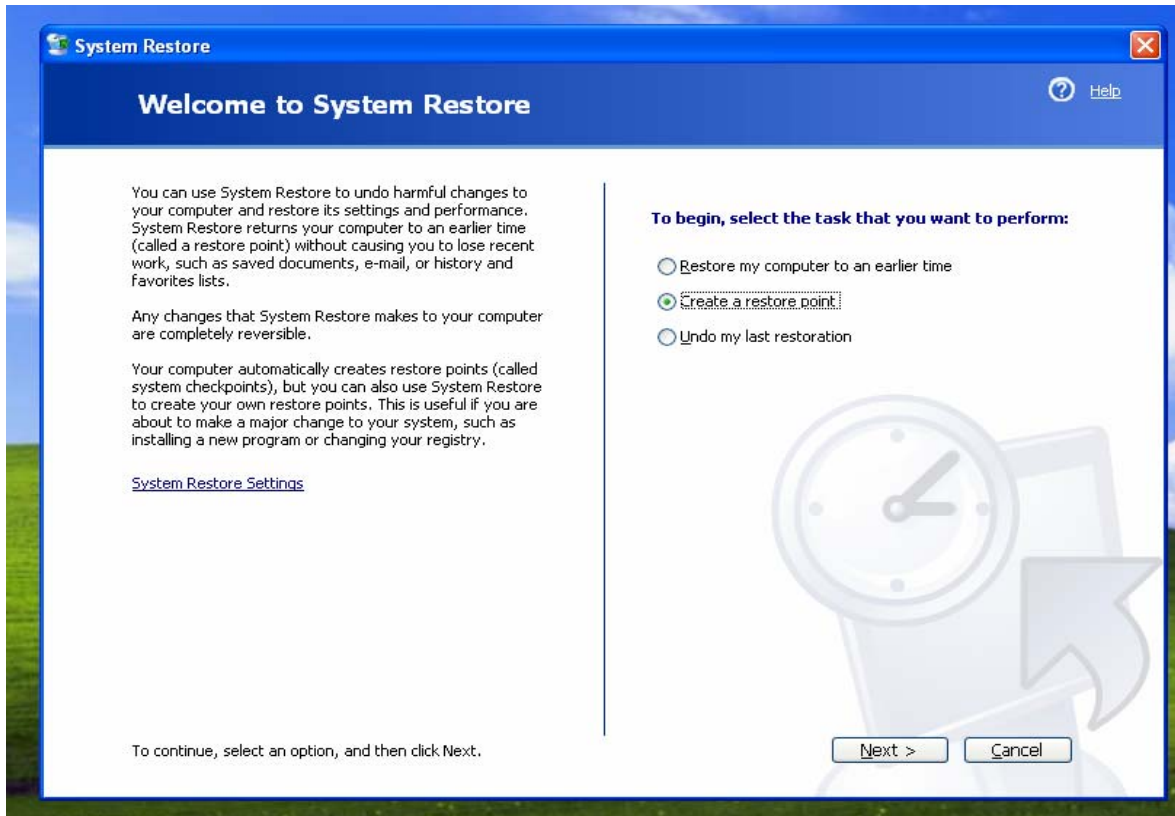 System Restore
Welcome to System Restore
Help
You can use System Restore to undo harmful changes to
your computer and restore its settings and performance.
System Restore returns your computer to an earlier time
(called a restore point) without causing you to lose recent
work, such as saved documents, e-mail, or history and
favorites lists.
Any changes that System Restore makes to your computer
are completely reversible.
Your computer automatically creates restore points (called
system checkpoints), but you can also use System Restore
to create your own restore points. This is useful if you are
about to make a major change to your system, such as
installing a new program or changing your registry.
System Restore Settings
To begin, select the task that you want to perform:
Restore my computer to an earlier time
Create a restore point
Undo my last restoration
To continue, select an option, and then click Next.
Next >
Cancel